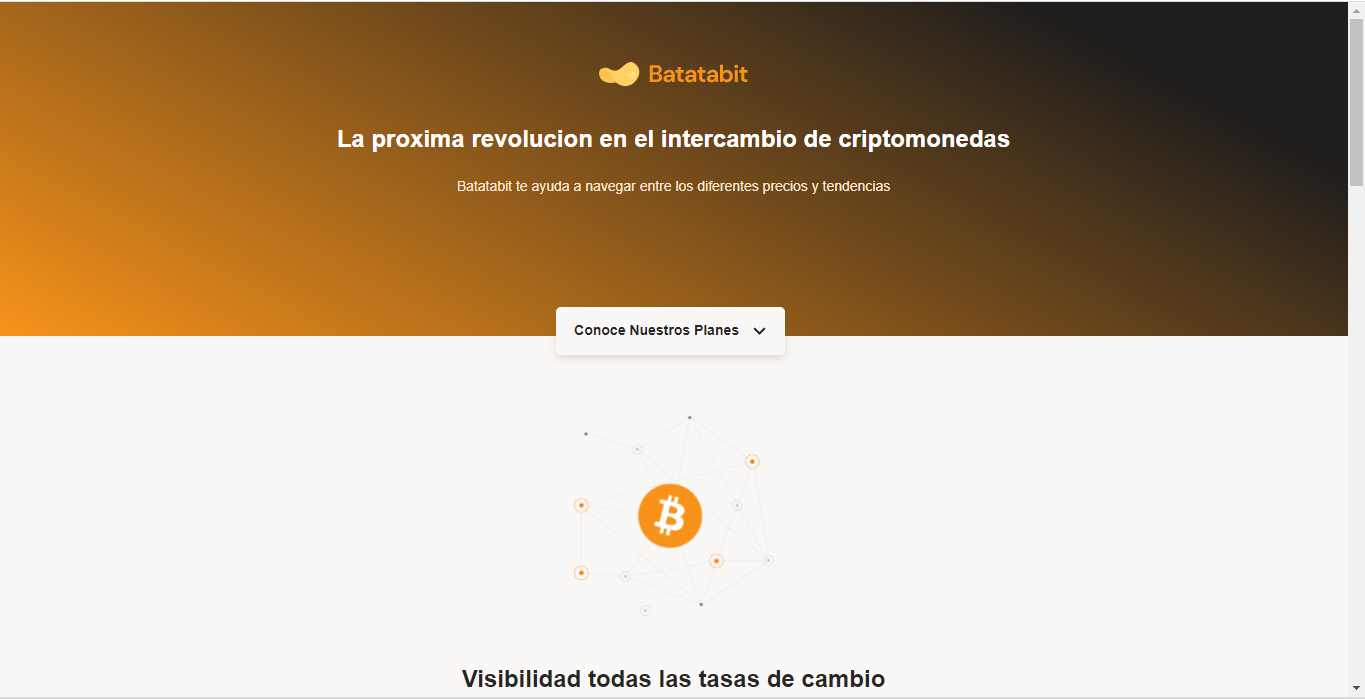 Batatabit
La proxima revolucion en el intercambio de criptomonedas
Batatabit te ayuda a navegar entre los diferentes precios y tendencias
Conoce Nuestros Planes
Visibilidad todas las tasas de cambio